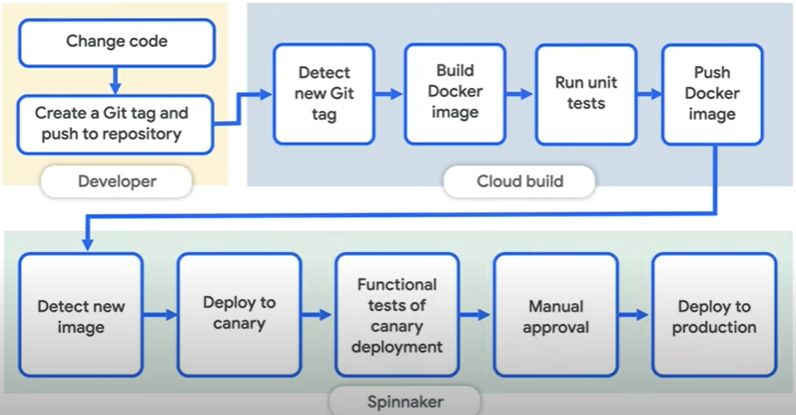 Change code
Create a Git tag and
push to repository
Developer
Detect
new Git
tag
Build
Docker
image
Run unit
tests
Push
Docker
image
Cloud build
Detect new
image
Deploy to
canary
Functional
tests of
canary
deployment
Manual
approval
Deploy to
production
Spinnaker